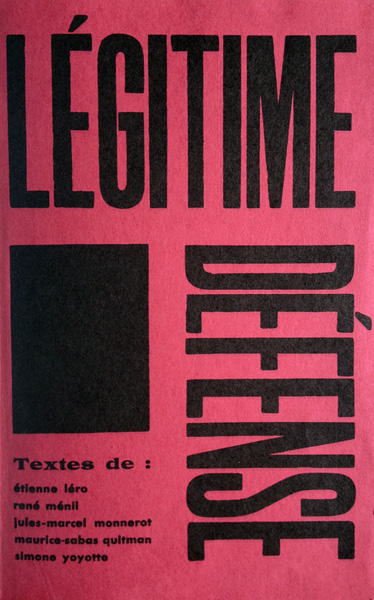 LÉGITIME
DÉFENSE
Textes de :
étienne léro
rené ménil
jules-marcel monnerot
maurice-sabas quitman
simone yoyotte